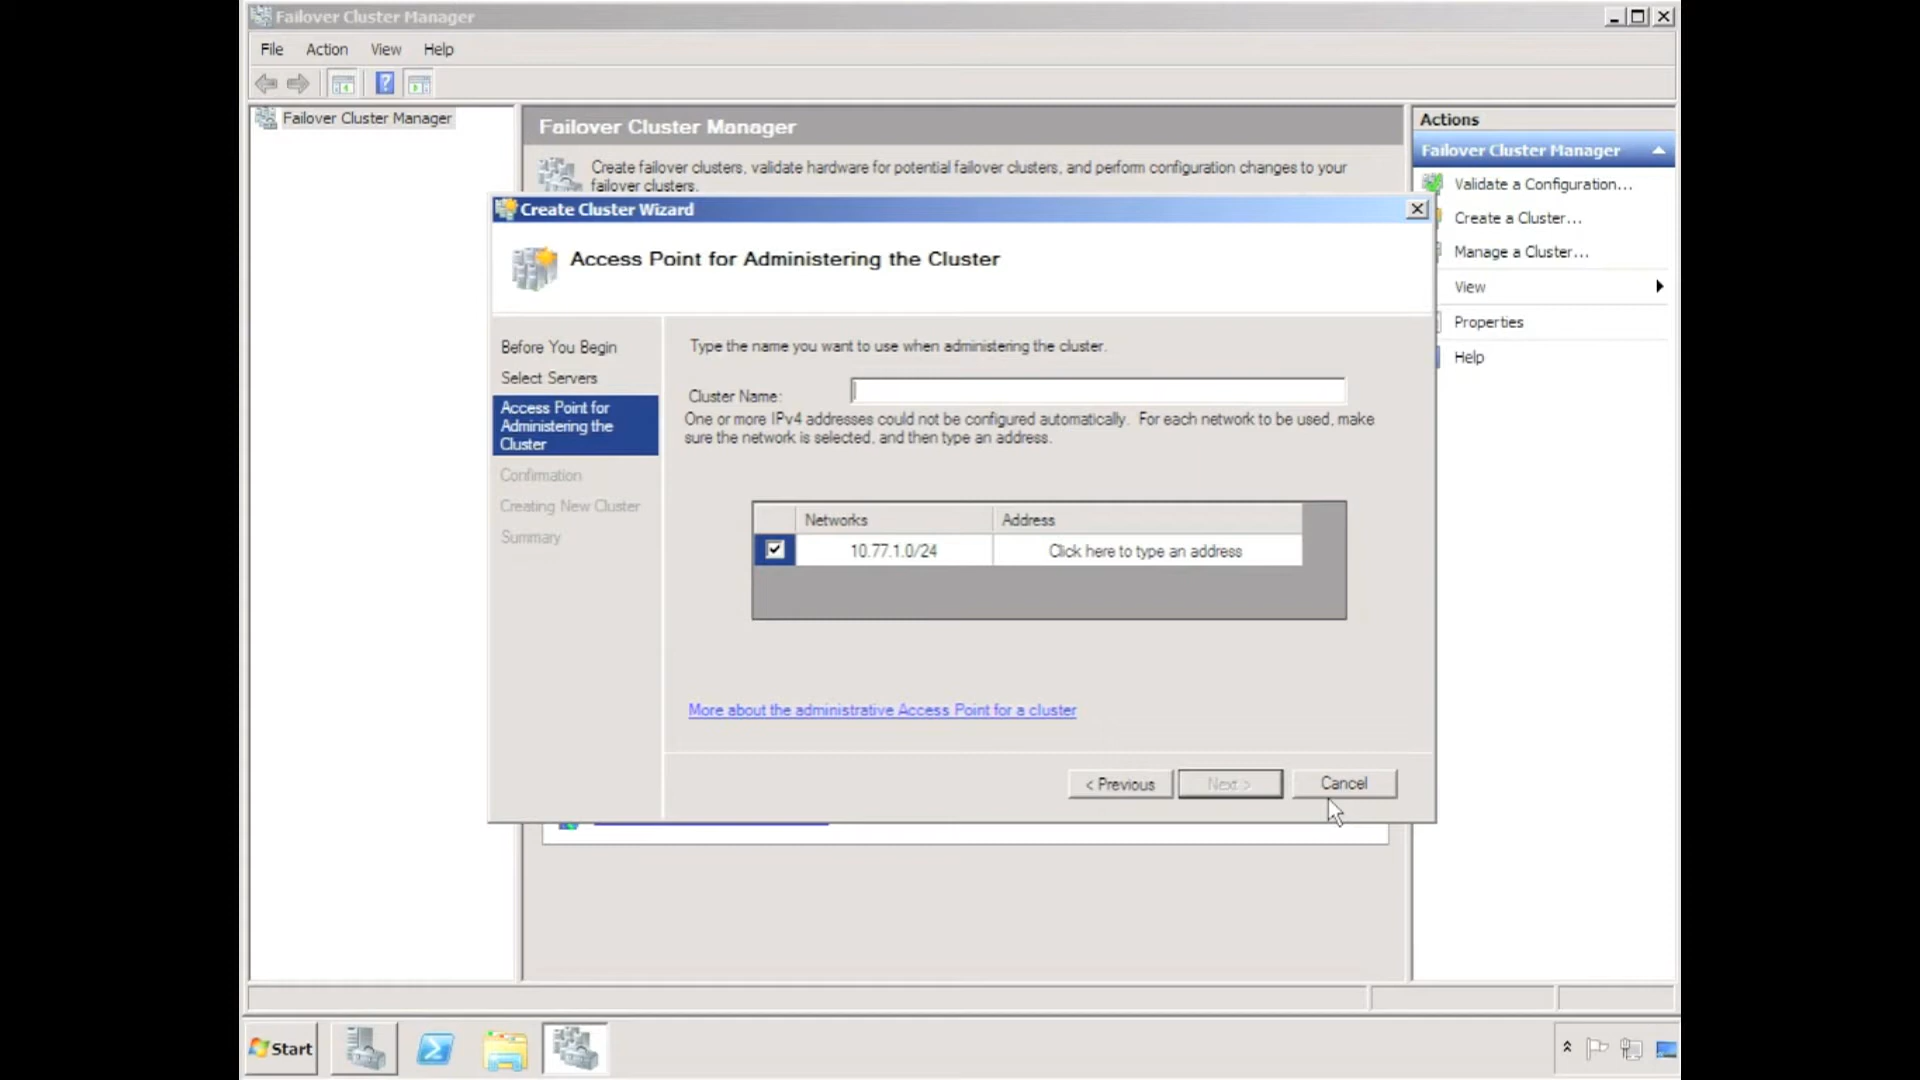 Failover Cluster Manager
File Action View Help
Failover Cluster Manager
Failover Cluster Manager
Create failover clusters, validate hardware for potential failover clusters, and perform configuration changes to your
failover clusters.
Actions
Failover Cluster Manager
Validate a Configuration...
Create a Cluster...
Manage a Cluster...
View
Properties
Help
Create Cluster Wizard
Access Point for Administering the Cluster
Before You Begin
Select Servers
Access Point for
Administering the
Cluster
Confirmation
Creating New Cluster
Summary
Type the name you want to use when administering the cluster.
Cluster Name:
One or more IPv4 addresses could not be configured automatically. For each network to be used, make
sure the network is selected, and then type an address.
Networks Address
10.77.1.0/24 Click here to type an address
More about the administrative Access Point for a cluster
< Previous Next > Cancel
Start